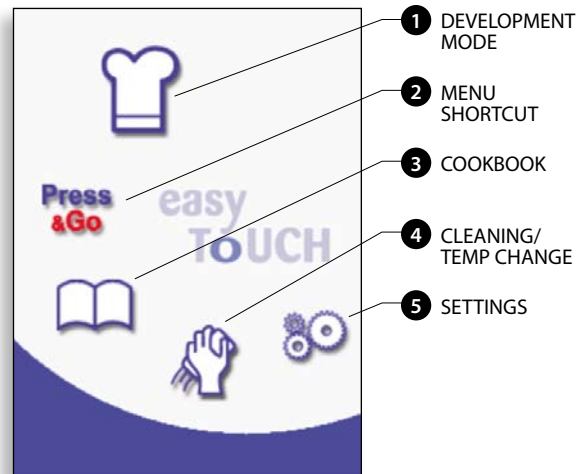 1 DEVELOPMENT
MODE
2 MENU
SHORTCUT
3 COOKBOOK
4 CLEANING/
TEMP CHANGE
5 SETTINGS
Press
&Go
easy
ToUCH